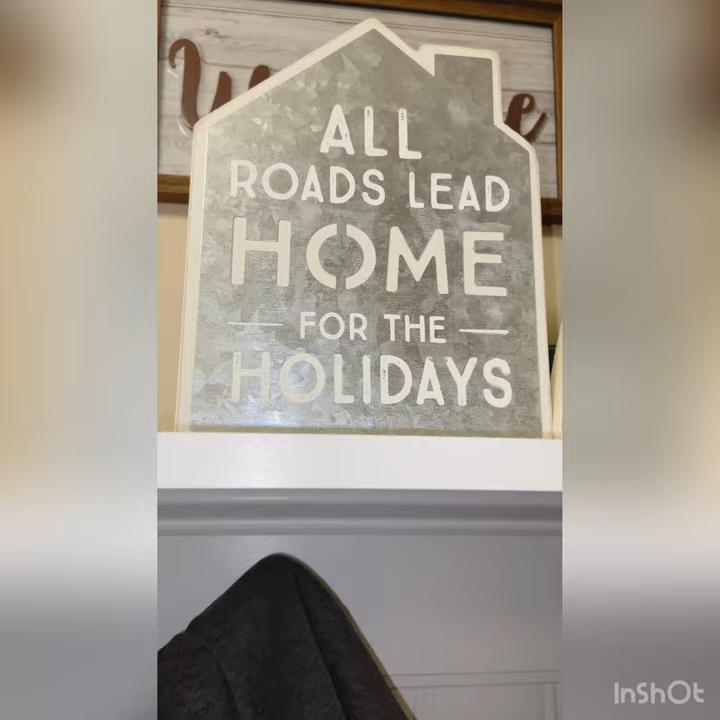 ALL
ROADS LEAD
HOME
FOR THE
HOLIDAYS
InShOt